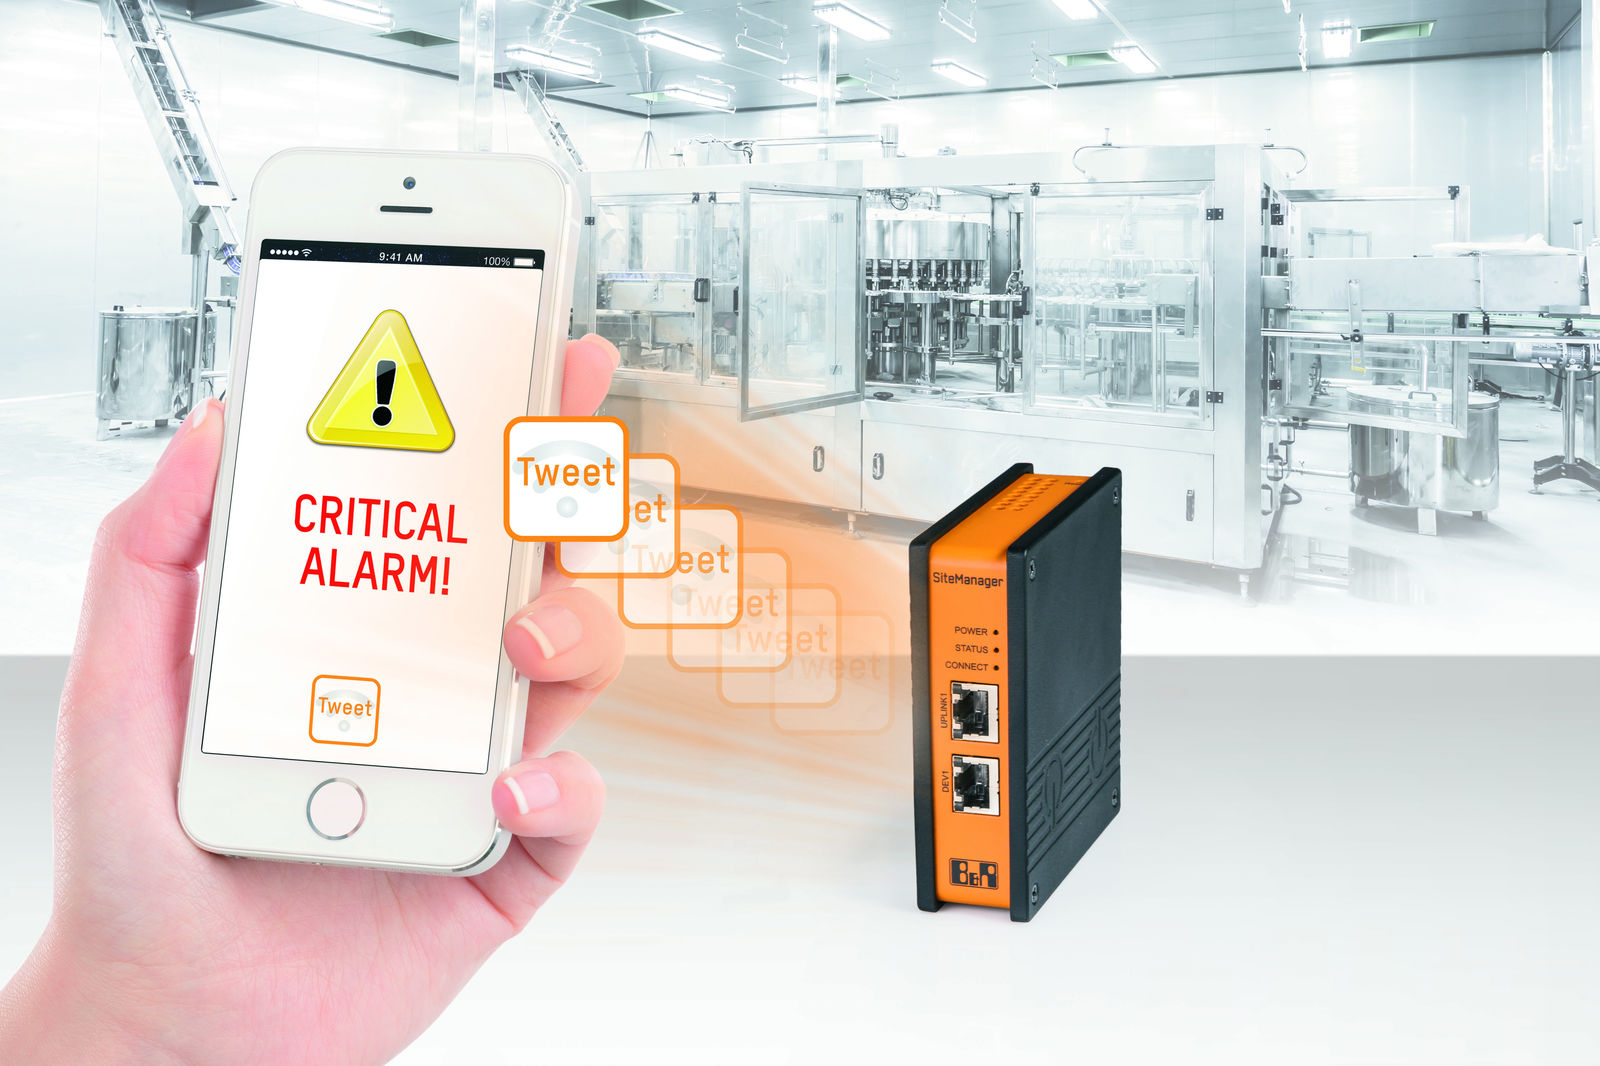 9:41 AM
100%
!
CRITICAL
ALARM!
Tweet
Tweet
et
Tweet
Tweet
Tweet
Tweet
SiteManager
POWER
STATUS
CONNECT
UPLINK1
DEV1
B&R